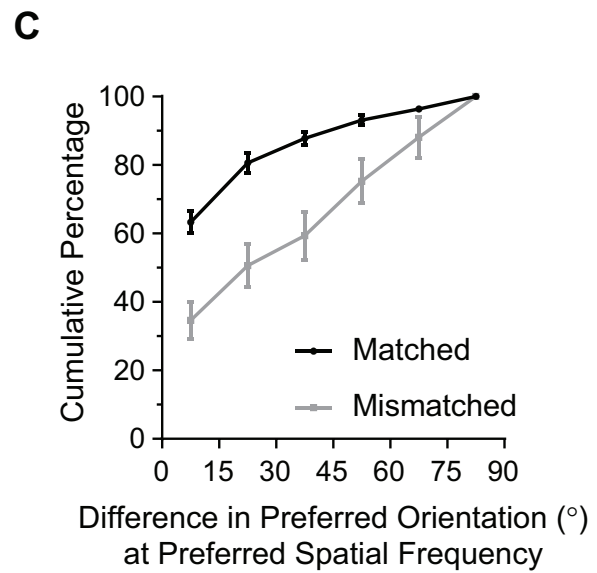 C
Cumulative Percentage
100
80
60
40
20
0
Matched
Mismatched
0 15 30 45 60 75 90
Difference in Preferred Orientation (°)
at Preferred Spatial Frequency